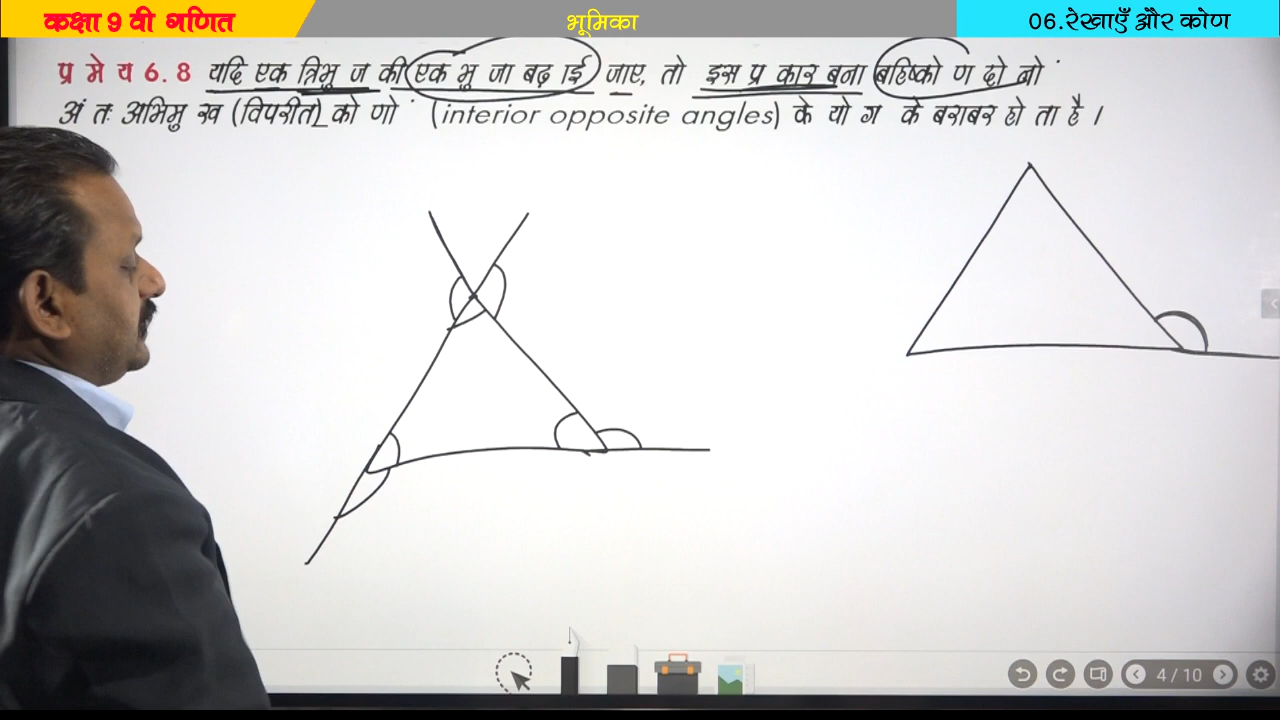 कक्षा 9 वी गणित
भूमिका
06.रेखाएँ और कोण
प्र मे य 6. 8 यदि एक त्रिभु ज की एक भु जा बढ़ ाई जाए, तो इस प्र कार बना बहिष्को ण दो नो ं
अं तः अभिमु ख (विपरीत) को णो ं (interior opposite angles) के यो ग के बराबर हो ता है ।
4 / 10